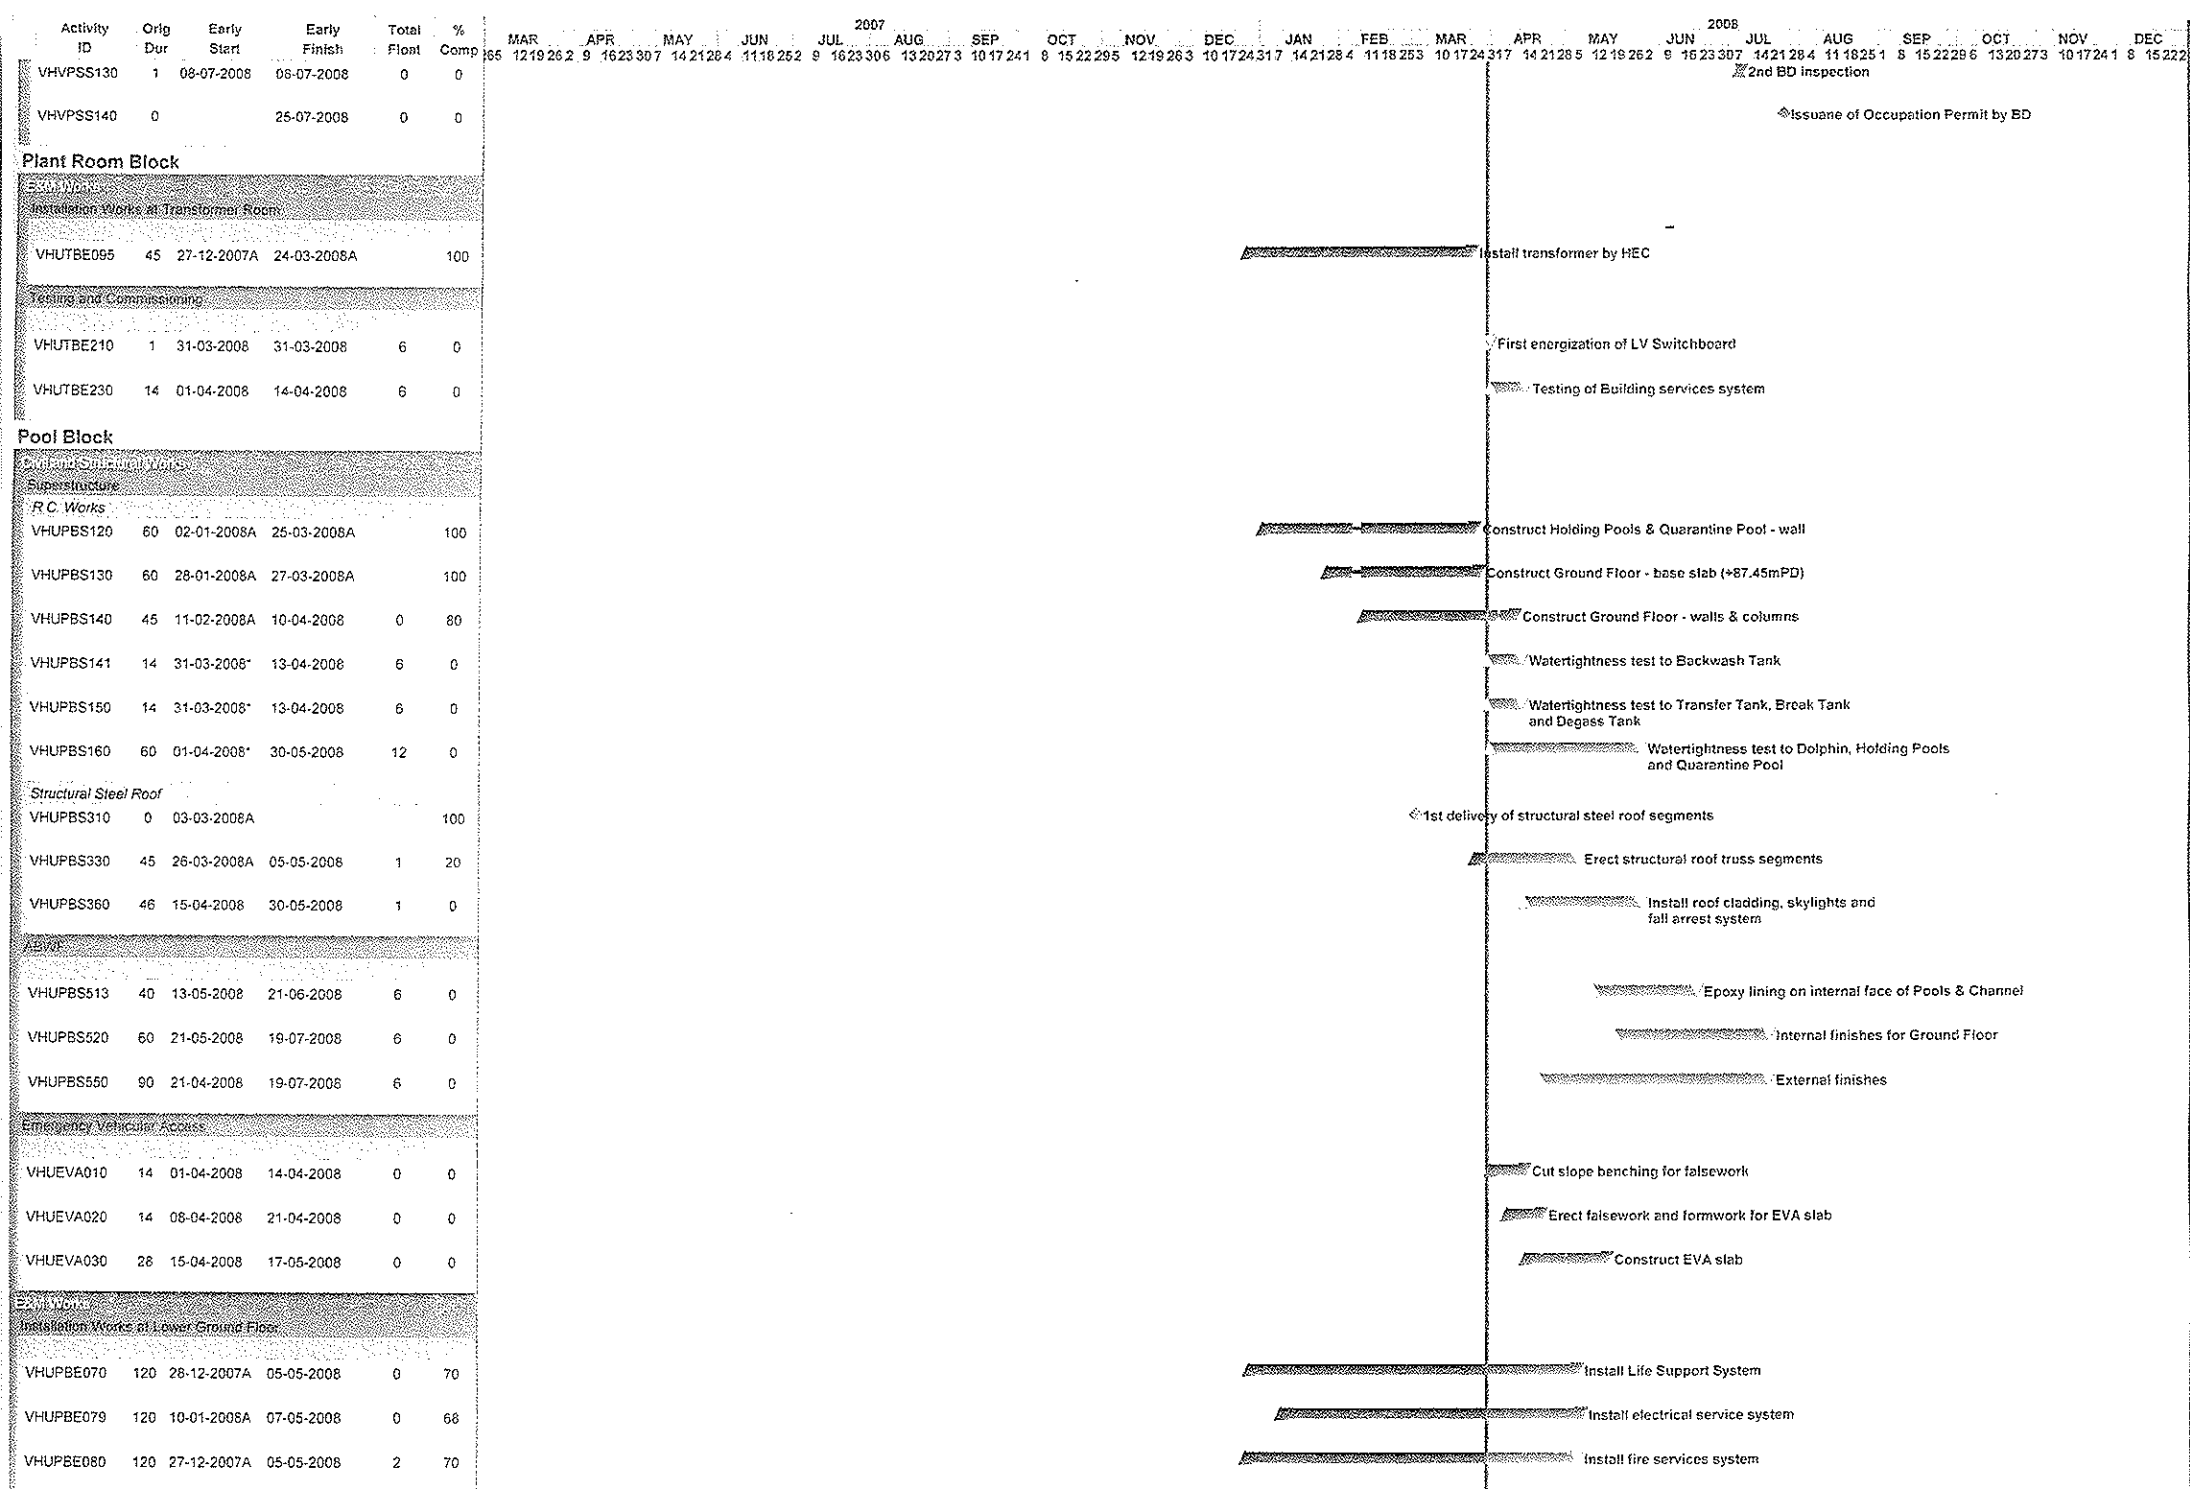 2007 2008
Activity Orig Early Early Total %
ID Dur Start Finish Float Comp
MAR APR MAY JUN JUL AUG SEP OCT NOV DEC JAN FEB MAR APR MAY JUN JUL AUG SEP OCT NOV DEC
VHVPSS130 1 08-07-2008 08-07-2008 0 0 2nd BD inspection
VHVPSS140 0 25-07-2008 0 0 Issuane of Occupation Permit by BD
Plant Room Block
E&M Works
Installation Works at Transformer Room
VHUTBE095 45 27-12-2007A 24-03-2008A 100 Install transformer by HEC
Testing and Commissioning
VHUTBE210 1 31-03-2008 31-03-2008 6 0 First energization of LV Switchboard
VHUTBE230 14 01-04-2008 14-04-2008 6 0 Testing of Building services system
Pool Block
Civil and Structural Works
Superstructure
R.C. Works
VHUPBS120 60 02-01-2008A 25-03-2008A 100 Construct Holding Pools & Quarantine Pool - wall
VHUPBS130 60 28-01-2008A 27-03-2008A 100 Construct Ground Floor - base slab (+87.45mPD)
VHUPBS140 45 11-02-2008A 10-04-2008 0 80 Construct Ground Floor - walls & columns
VHUPBS141 14 31-03-2008* 13-04-2008 6 0 Watertightness test to Backwash Tank
VHUPBS150 14 31-03-2008* 13-04-2008 6 0 Watertightness test to Transfer Tank, Break Tank
and Degass Tank
VHUPBS160 60 01-04-2008* 30-05-2008 12 0 Watertightness test to Dolphin, Holding Pools
and Quarantine Pool
Structural Steel Roof
VHUPBS310 0 03-03-2008A 100 1st delivery of structural steel roof segments
VHUPBS330 45 26-03-2008A 05-05-2008 1 20 Erect structural roof truss segments
VHUPBS360 46 15-04-2008 30-05-2008 1 0 Install roof cladding, skylights and
fall arrest system
ABWF
VHUPBS513 40 13-05-2008 21-06-2008 6 0 Epoxy lining on internal face of Pools & Channel
VHUPBS520 60 21-05-2008 19-07-2008 6 0 Internal finishes for Ground Floor
VHUPBS550 90 21-04-2008 19-07-2008 6 0 External finishes
Emergency Vehicular Access
VHUEVA010 14 01-04-2008 14-04-2008 0 0 Cut slope benching for falsework
VHUEVA020 14 08-04-2008 21-04-2008 0 0 Erect falsework and formwork for EVA slab
VHUEVA030 28 15-04-2008 17-05-2008 0 0 Construct EVA slab
E&M Works
Installation Works at Lower Ground Floor
VHUPBE070 120 28-12-2007A 05-05-2008 0 70 Install Life Support System
VHUPBE079 120 10-01-2008A 07-05-2008 0 68 Install electrical service system
VHUPBE080 120 27-12-2007A 05-05-2008 2 70 Install fire services system